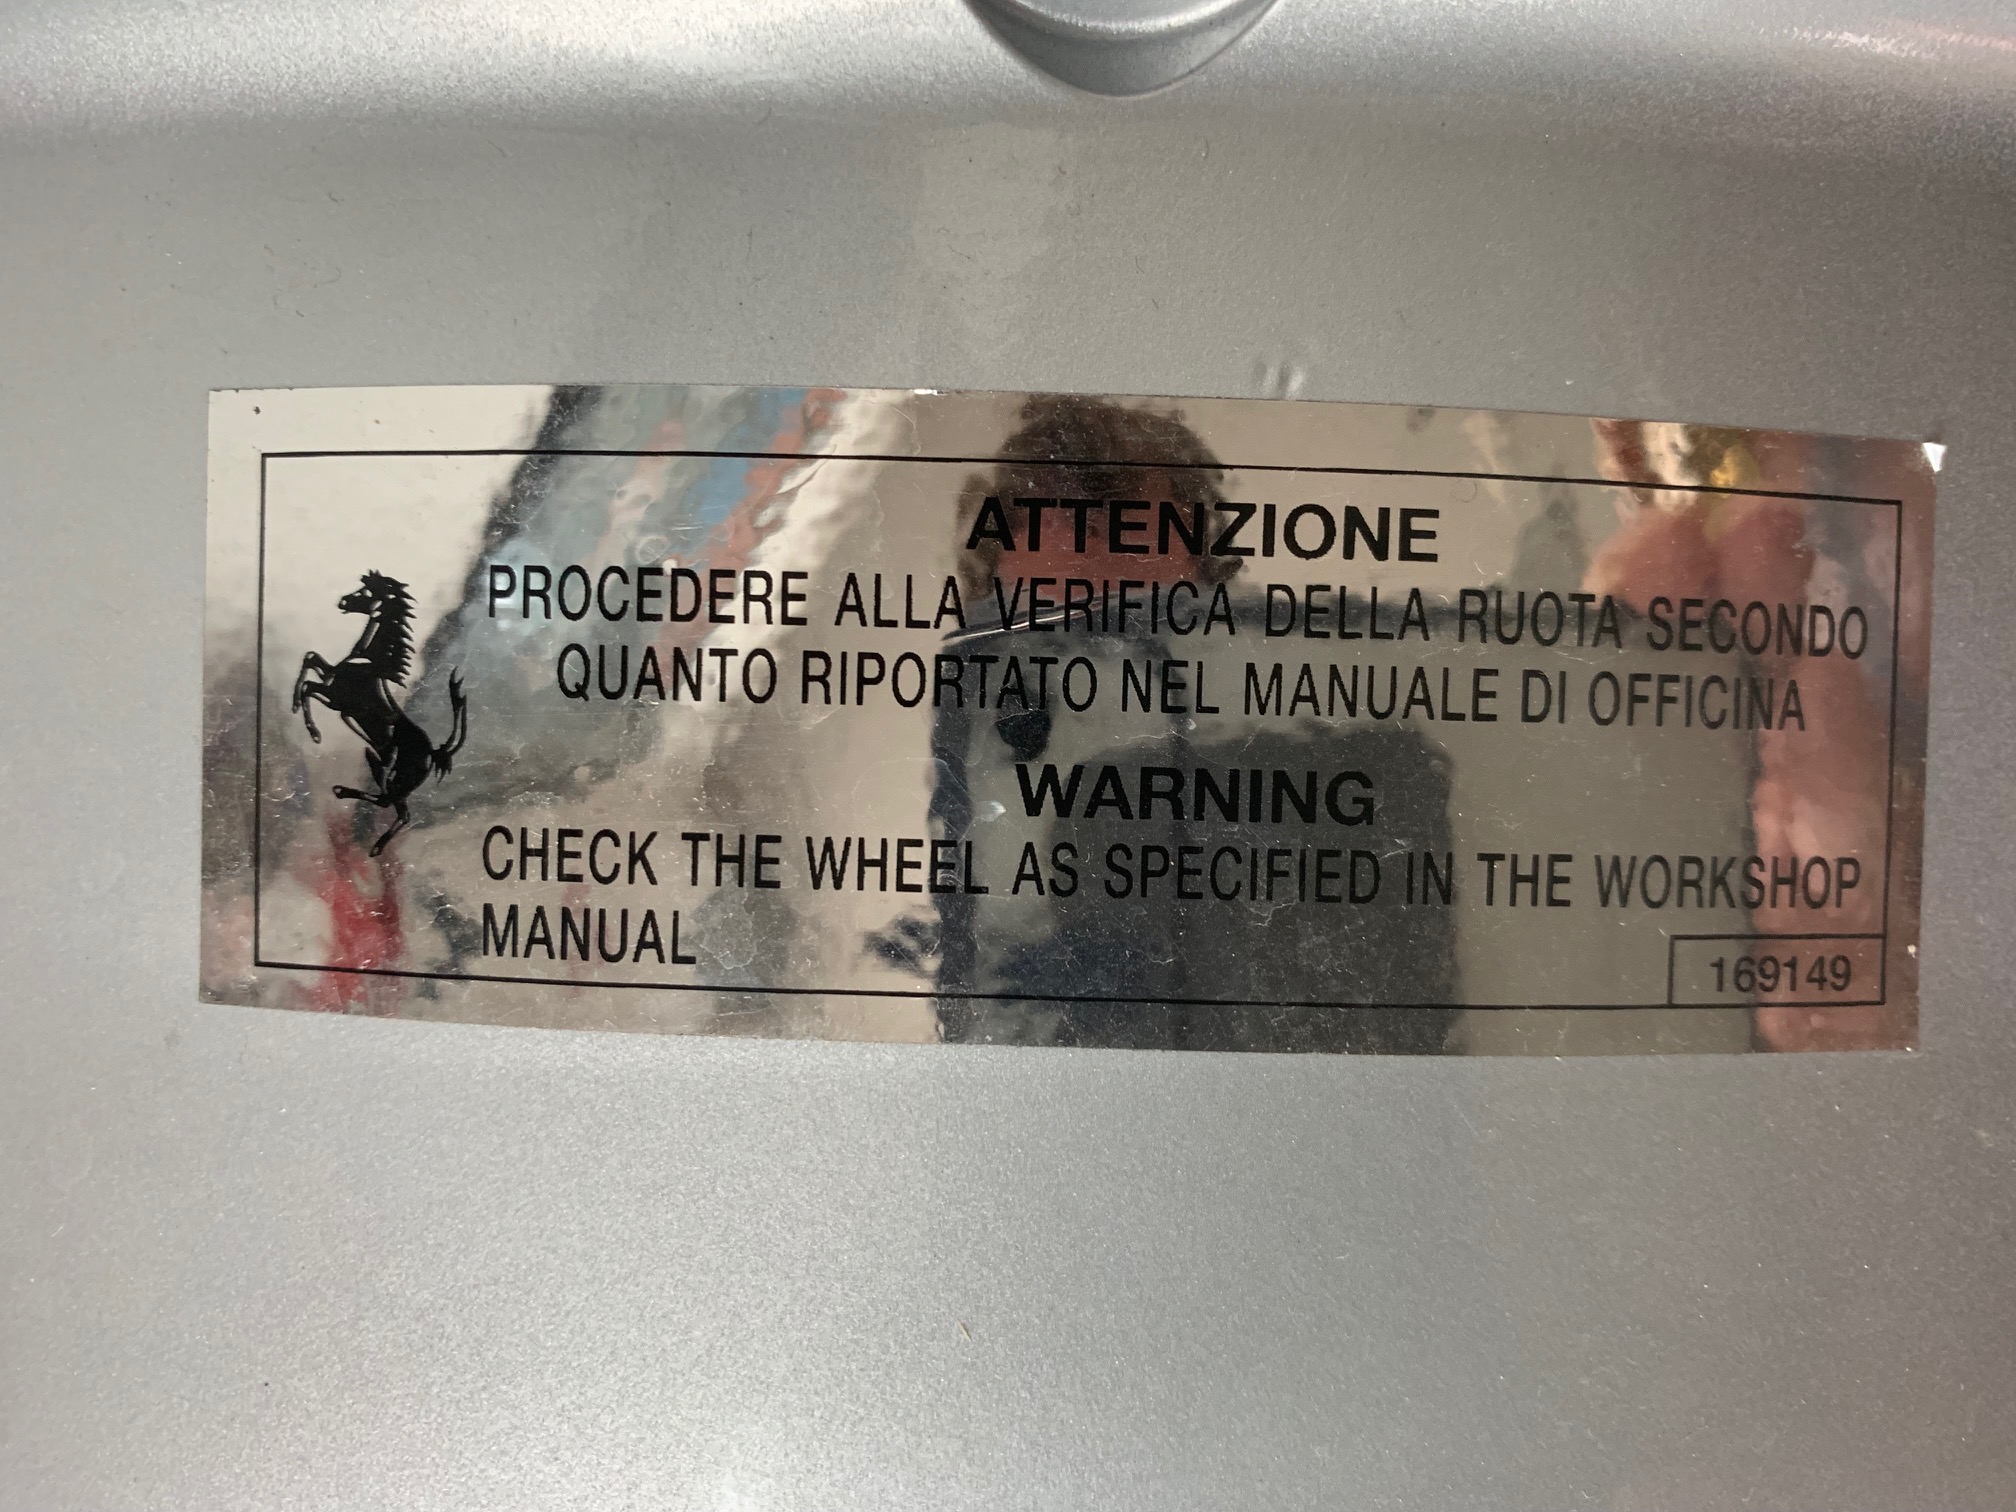 ATTENZIONE
PROCEDERE ALLA VERIFICA DELLA RUOTA SECONDO
QUANTO RIPORTATO NEL MANUALE DI OFFICINA
WARNING
CHECK THE WHEEL AS SPECIFIED IN THE WORKSHOP
MANUAL
169149